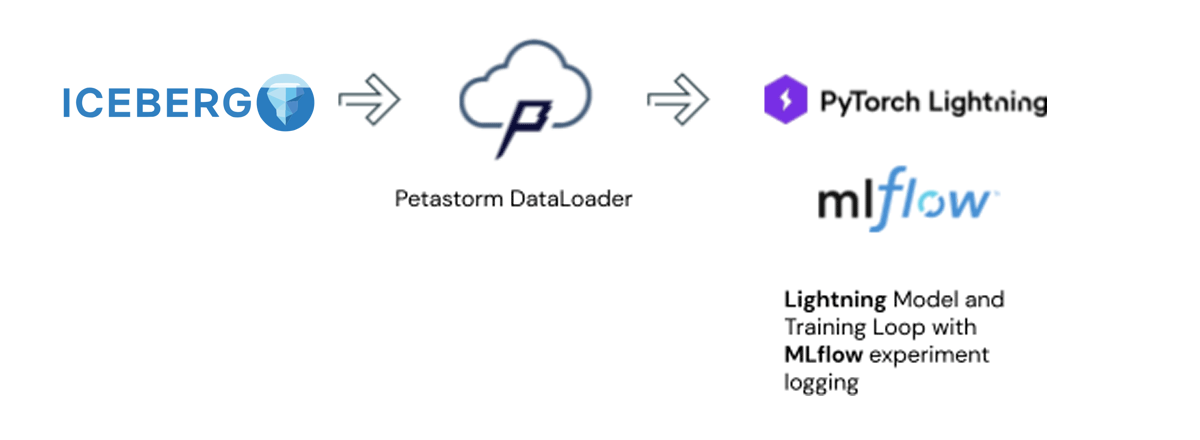 ICEBERG
Petastorm DataLoader
PyTorch Lightning
mlflow
Lightning Model and
Training Loop with
MLflow experiment
logging